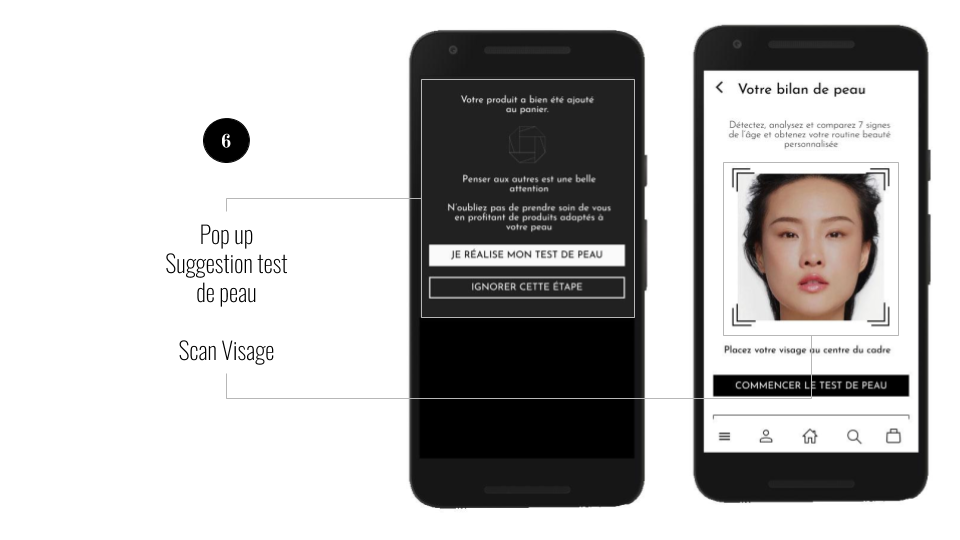 6
Pop up
Suggestion test
de peau
Scan Visage
Votre produit a bien été ajouté
au panier.
Penser aux autres est une belle
attention
N'oubliez pas de prendre soin de vous
en profitant de produits adaptés à
votre peau
JE RÉALISE MON TEST DE PEAU
IGNORER CETTE ÉTAPE
Votre bilan de peau
Détectez, analysez et comparez 7 signes
de l'âge et obtenez votre routine beauté
personnalisée
Placez votre visage au centre du cadre
COMMENCER LE TEST DE PEAU